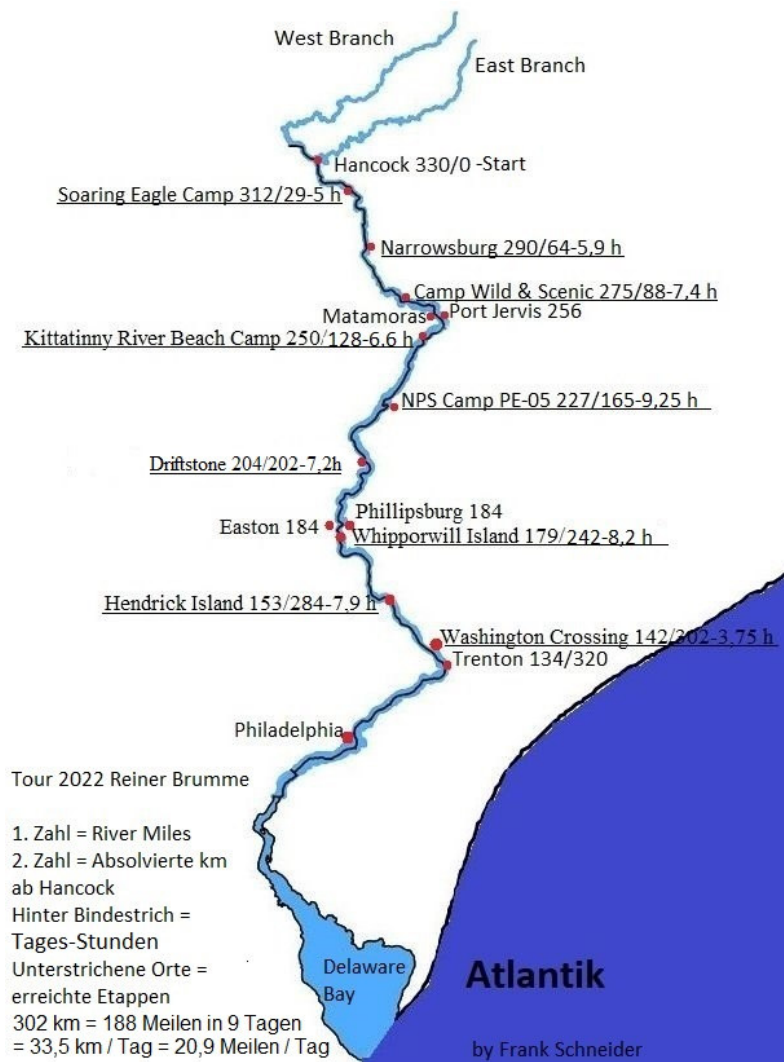 West Branch
East Branch
Hancock 330/0 -Start
Soaring Eagle Camp 312/29-5 h
Narrowsburg 290/64-5,9 h
Camp Wild & Scenic 275/88-7,4 h
Matamoras
Port Jervis 256
Kittatinny River Beach Camp 250/128-6,6 h
NPS Camp PE-05 227/165-9,25 h
Driftstone 204/202-7,2h
Phillipsburg 184
Easton 184
Whipporwill Island 179/242-8,2 h
Hendrick Island 153/284-7,9 h
Washington Crossing 142/302-3,75 h
Trenton 134/320
Philadelphia
Tour 2022 Reiner Brumme
1. Zahl = River Miles
2. Zahl = Absolvierte km
ab Hancock
Hinter Bindestrich =
Tages-Stunden
Unterstrichene Orte =
erreichte Etappen
302 km = 188 Meilen in 9 Tagen
= 33,5 km / Tag = 20,9 Meilen / Tag
Delaware
Bay
Atlantik
by Frank Schneider